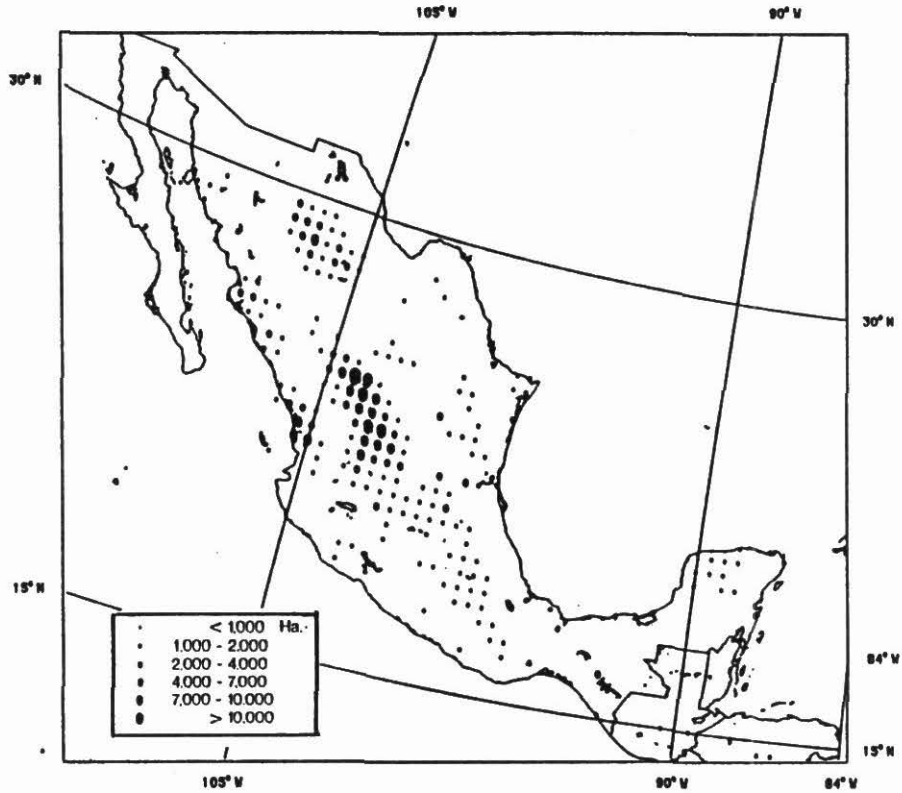 105° W 90° W
30° N
30° N
15° N
< 1.000 Ha.
1.000 - 2.000
2.000 - 4.000
4.000 - 7.000
7.000 - 10.000
> 10.000
84° W
15° N
105° W 90° W 84° W